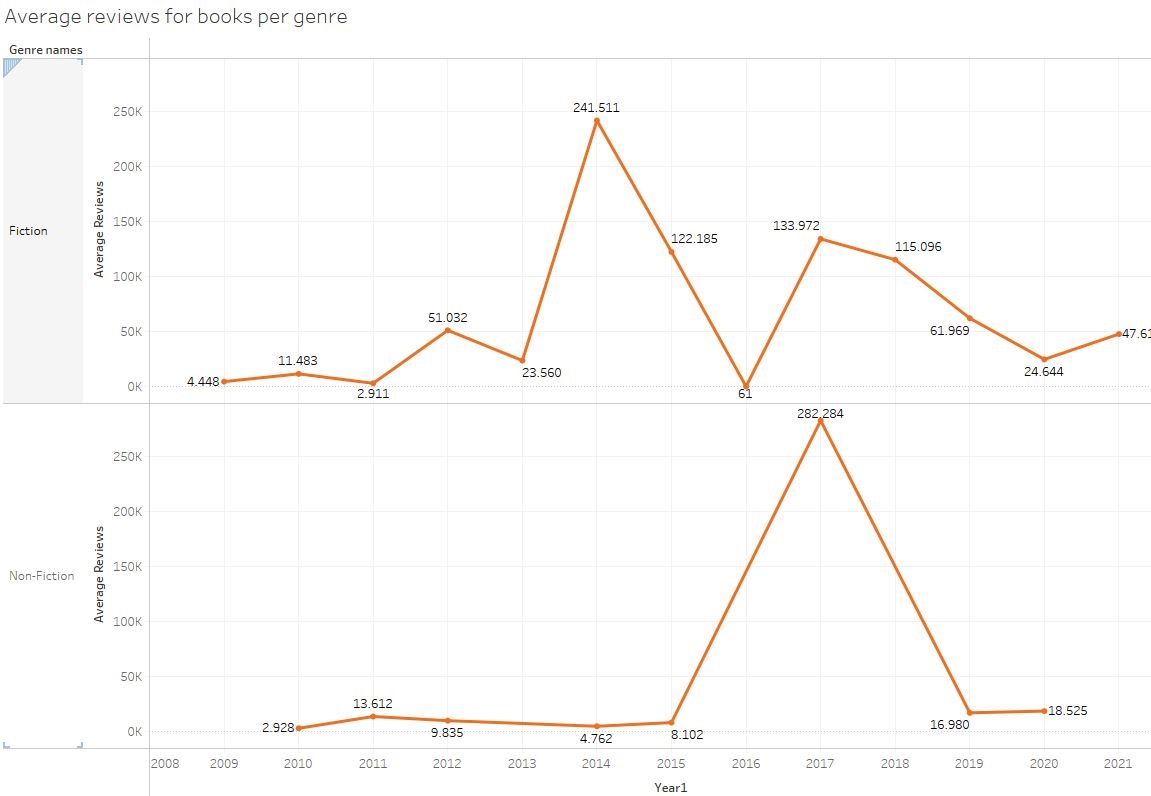 Average reviews for books per genre
Genre names
Fiction
Average Reviews
250K
200K
150K
100K
50K
0K
4.448
11.483
2.911
51.032
23.560
241.511
122.185
61
133.972
115.096
61.969
24.644
47.61
Non-Fiction
Average Reviews
250K
200K
150K
100K
50K
0K
2.928
13.612
9.835
4.762
8.102
282.284
16.980
18.525
2008 2009 2010 2011 2012 2013 2014 2015 2016 2017 2018 2019 2020 2021
Year1